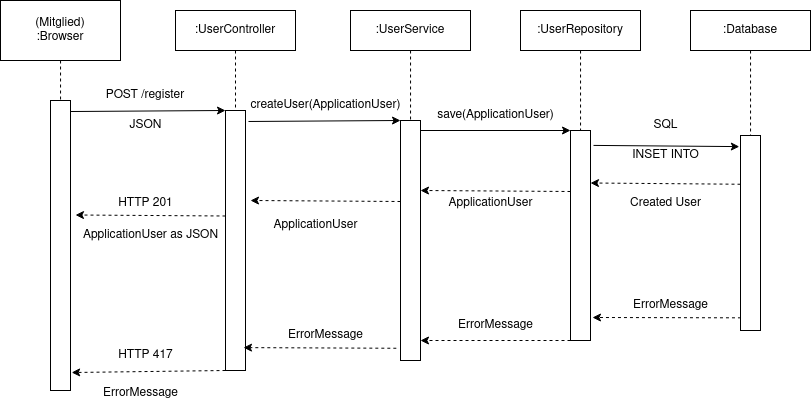 (Mitglied)
:Browser
:UserController
:UserService
:UserRepository
:Database
POST /register
JSON
createUser(ApplicationUser)
save(ApplicationUser)
SQL
INSET INTO
HTTP 201
ApplicationUser as JSON
ApplicationUser
ApplicationUser
Created User
ErrorMessage
ErrorMessage
ErrorMessage
HTTP 417
ErrorMessage